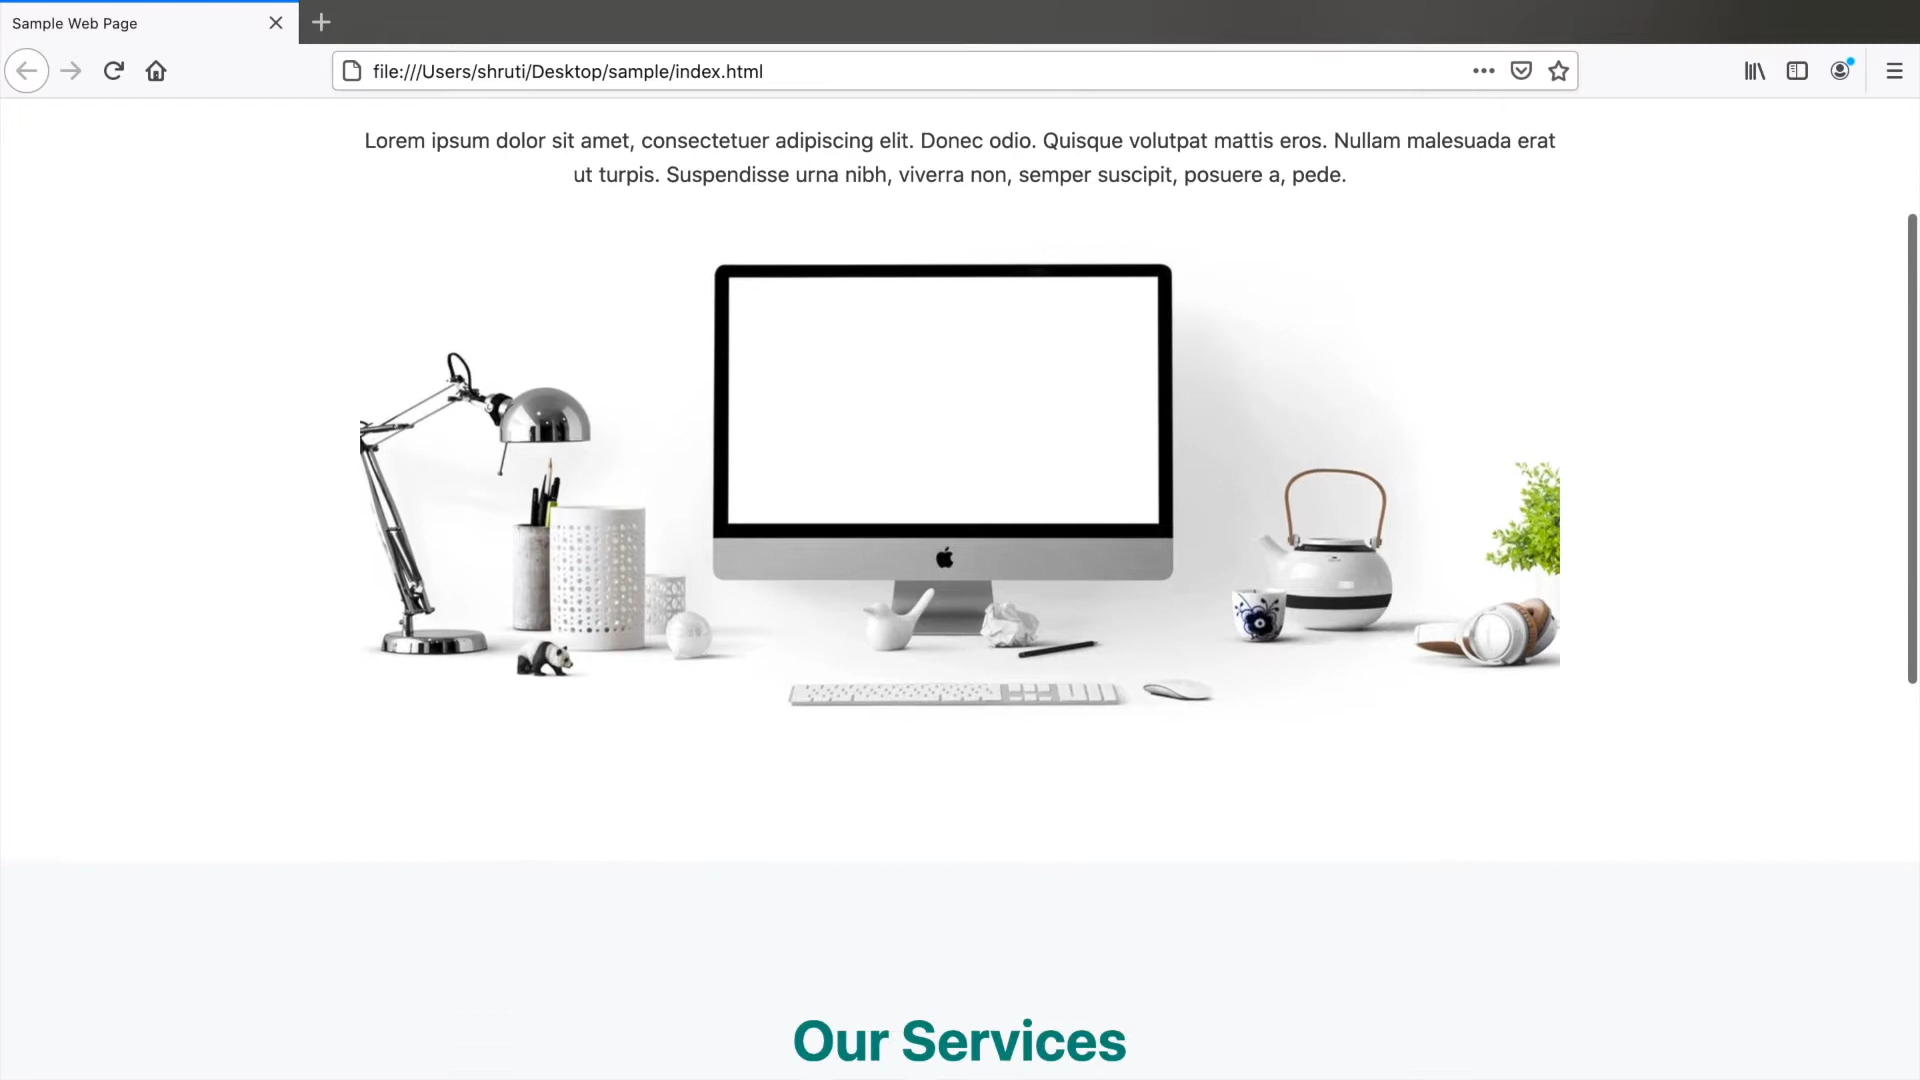 Sample Web Page
file:///Users/shruti/Desktop/sample/index.html
Lorem ipsum dolor sit amet, consectetuer adipiscing elit. Donec odio. Quisque volutpat mattis eros. Nullam malesuada erat
ut turpis. Suspendisse urna nibh, viverra non, semper suscipit, posuere a, pede.
Our Services